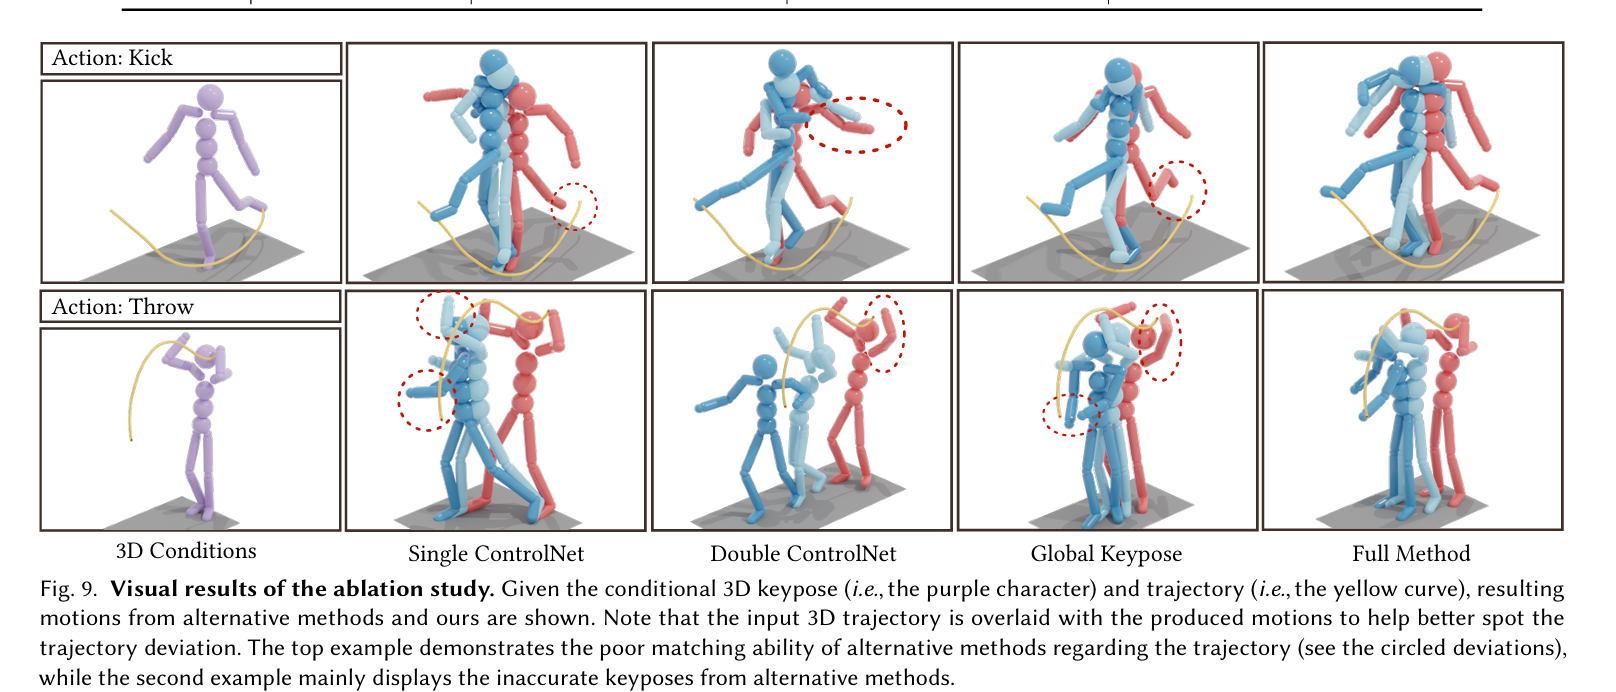 Action: Kick
Action: Throw
3D Conditions
Single ControlNet
Double ControlNet
Global Keypose
Full Method
Fig. 9. Visual results of the ablation study. Given the conditional 3D keypose (i.e., the purple character) and trajectory (i.e., the yellow curve), resulting
motions from alternative methods and ours are shown. Note that the input 3D trajectory is overlaid with the produced motions to help better spot the
trajectory deviation. The top example demonstrates the poor matching ability of alternative methods regarding the trajectory (see the circled deviations),
while the second example mainly displays the inaccurate keyposes from alternative methods.